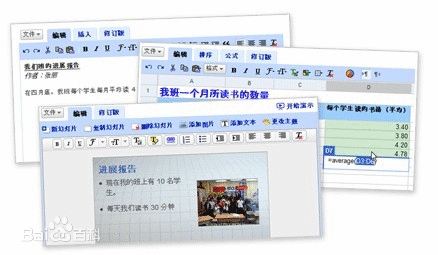 文件▼ 编辑 插入 修订版
我们班的进展报告
作者：张丽
在四月底，我班每个学生每月平均读 4
文件▼ 编辑 排序 公式 修订版
格式▼
B C D
1 我班一个月所读书的数量
每个学生读的书籍（平均）
3.40
3.80
4.20
4.78
D7
=average(D3:D6
文件▼ 编辑 修订版
开始演示
新幻灯片 复制幻灯片 删除幻灯片 添加图片 添加文本 更改主题
进展报告
现在我的班上有 10 名学
生。
每天我们读书 30 分钟
Bai百科